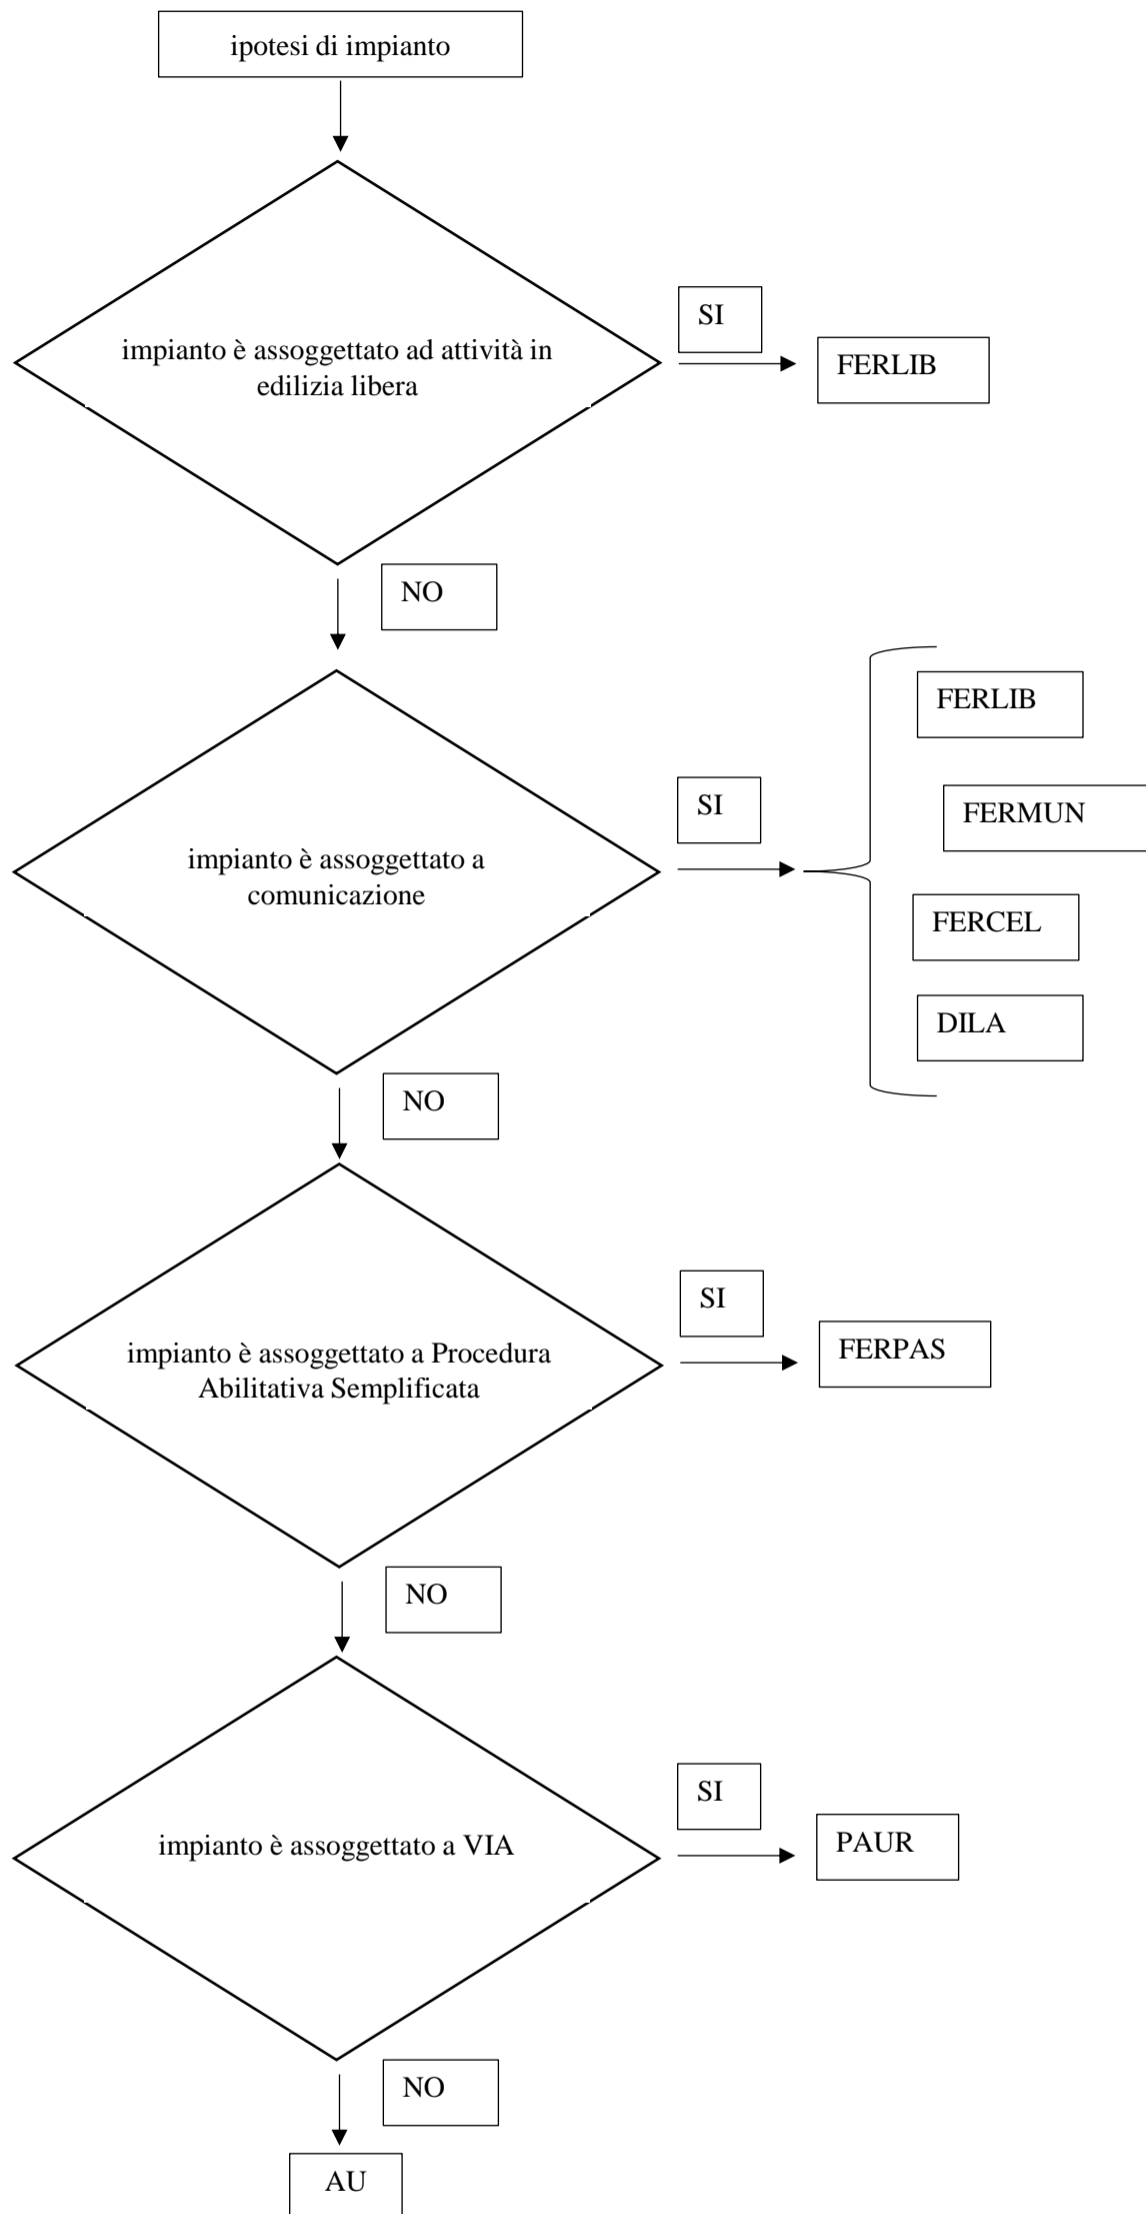 ipotesi di impianto
impianto è assoggettato ad attività in
edilizia libera
SI
FERLIB
NO
impianto è assoggettato a
comunicazione
SI
FERLIB
FERMUN
FERCEL
DILA
NO
impianto è assoggettato a Procedura
Abilitativa Semplificata
SI
FERPAS
NO
impianto è assoggettato a VIA
SI
PAUR
NO
AU